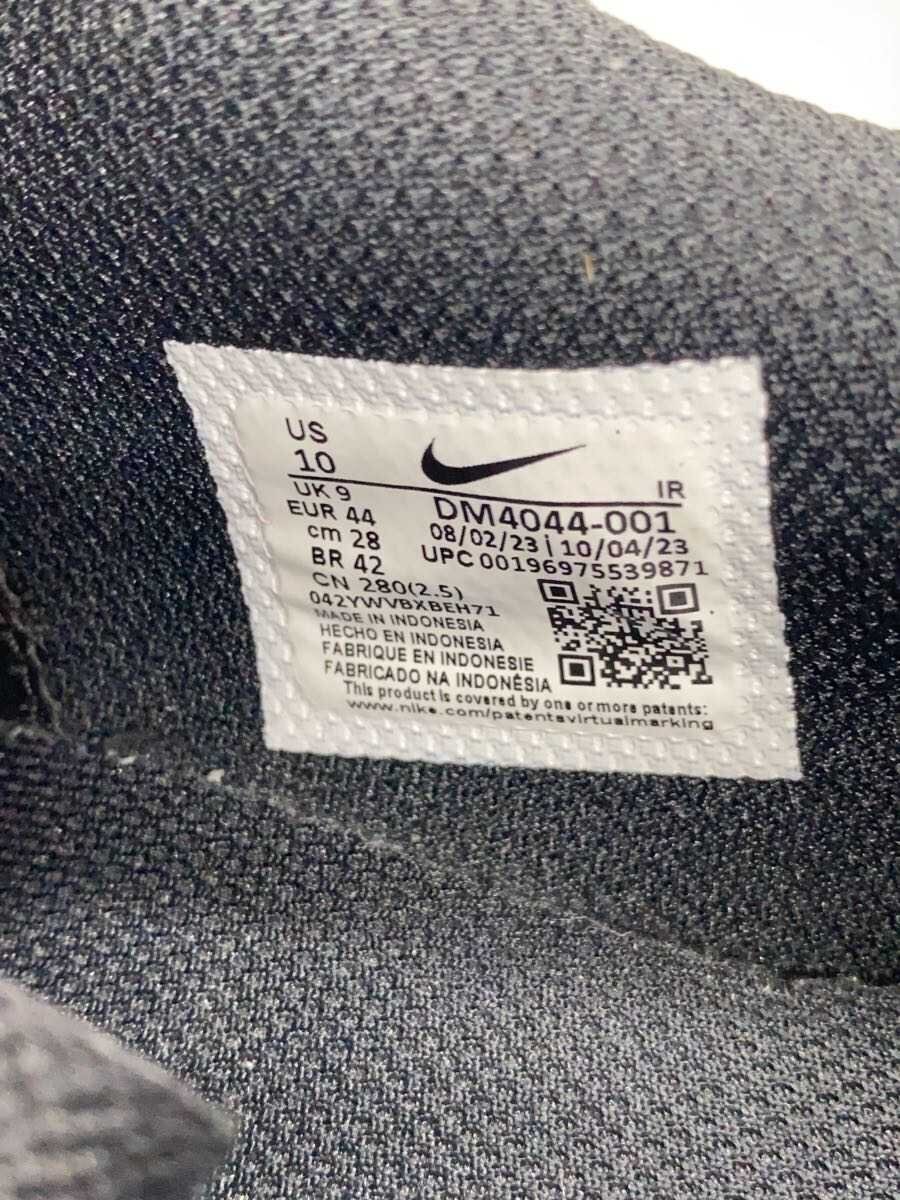 US
10
IR
UK 9
DM4044-001
EUR 44
08/02/23 | 10/04/23
cm 28
UPC 00196975539871
BR 42
CN 280(2.5)
042YWVBXBEH71
MADE IN INDONESIA
HECHO EN INDONESIA
FABRIQUE EN INDONESIE
FABRICADO NA INDONÉSIA
This product is covered by one or more patents:
www.nike.com/patentsvirtualmarking